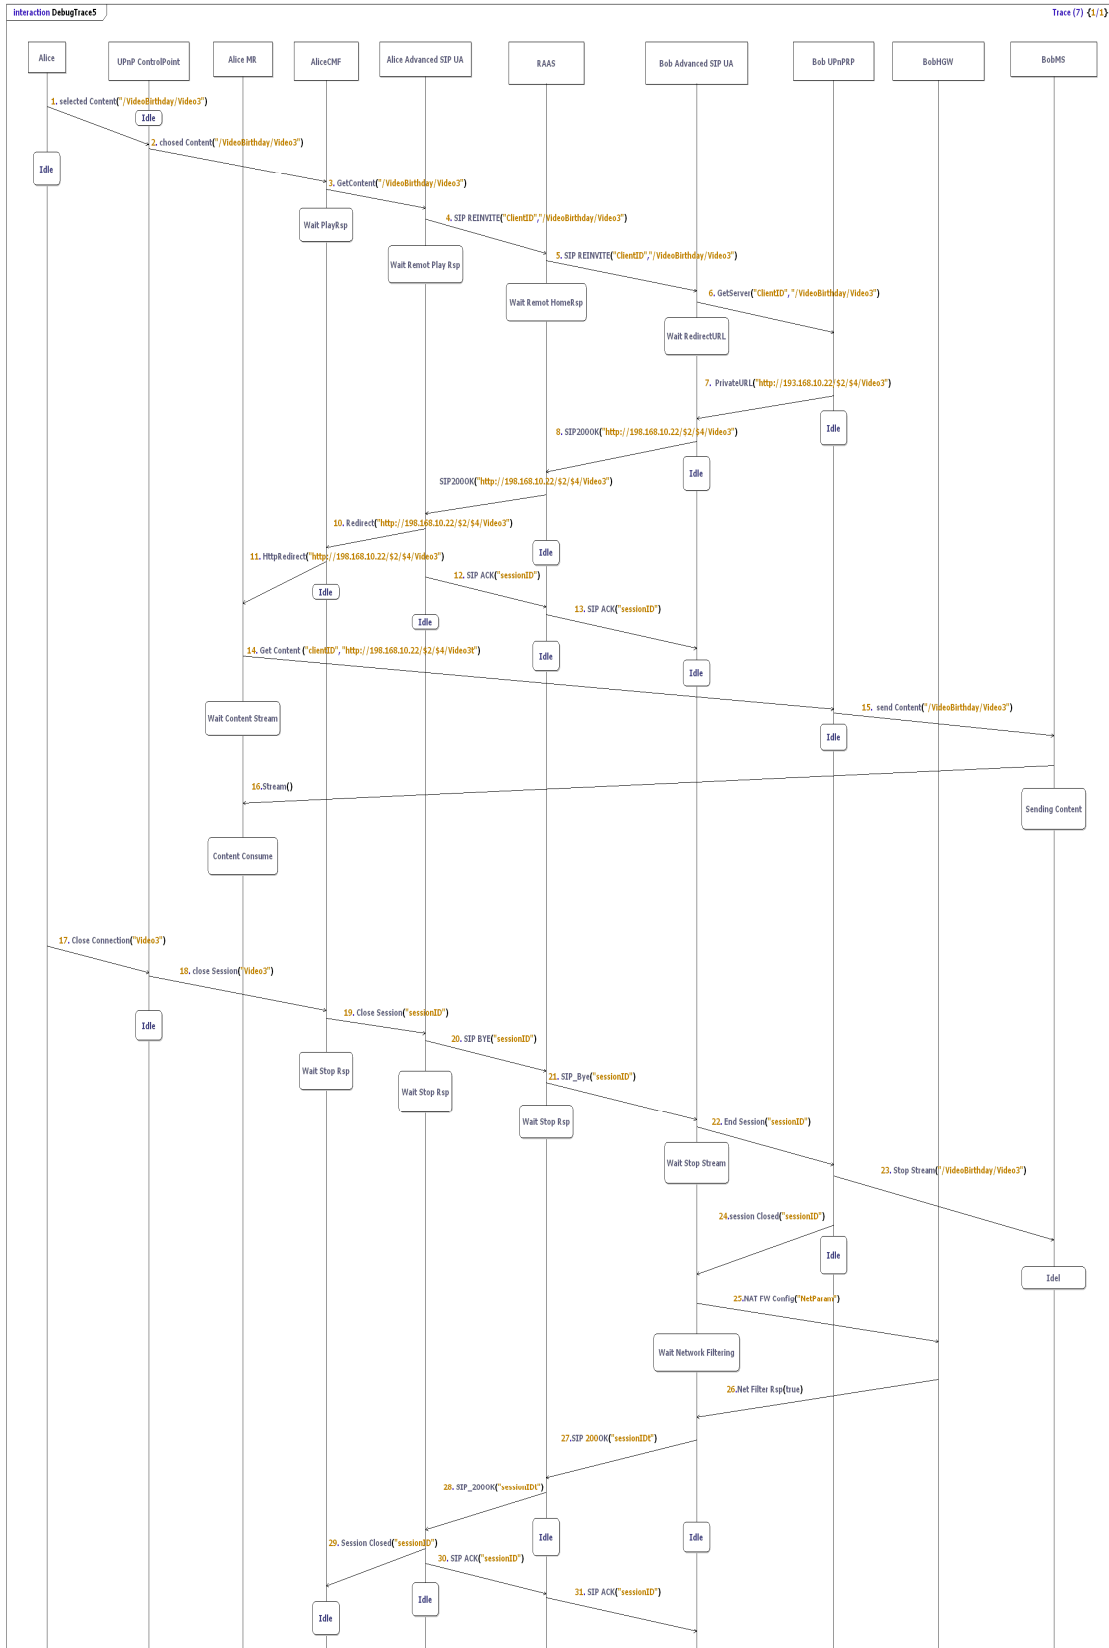 interaction DebugTrace5
Trace (7) {1/1}
Alice
UPnP ControlPoint
Alice MR
AliceCMF
Alice Advanced SIP UA
RAAS
Bob Advanced SIP UA
Bob UPnPRP
BobHGW
BobMS
1. selected Content("/VideoBirthday/Video3")
Idle
2. chosed Content("/VideoBirthday/Video3")
Idle
3. GetContent("/VideoBirthday/Video3")
Wait PlayRsp
4. SIP REINVITE("ClientID","/VideoBirthday/Video3")
Wait Remot Play Rsp
5. SIP REINVITE("ClientID","/VideoBirthday/Video3")
Wait Remot HomeRsp
6. GetServer("ClientID", "/VideoBirthday/Video3")
Wait RedirectURL
7. PrivateURL("http://193.168.10.22/$2/$4/Video3")
Idle
8. SIP200OK("http://198.168.10.22/$2/$4/Video3")
Idle
SIP200OK("http://198.168.10.22/$2/$4/Video3")
10. Redirect("http://198.168.10.22/$2/$4/Video3")
Idle
11. HttpRedirect("http://198.168.10.22/$2/$4/Video3")
Idle
12. SIP ACK("sessionID")
Idle
13. SIP ACK("sessionID")
Idle
Idle
14. Get Content ("clientID", "http://198.168.10.22/$2/$4/Video3t")
Wait Content Stream
15. send Content("/VideoBirthday/Video3")
Idle
16.Stream()
Sending Content
Content Consume
17. Close Connection("Video3")
18. close Session("Video3")
Idle
19. Close Session("sessionID")
Wait Stop Rsp
20. SIP BYE("sessionID")
Wait Stop Rsp
21. SIP_Bye("sessionID")
Wait Stop Rsp
22. End Session("sessionID")
Wait Stop Stream
23. Stop Stream("/VideoBirthday/Video3")
24.session Closed("sessionID")
Idle
Idel
25.NAT FW Config("NetParam")
Wait Network Filtering
26.Net Filter Rsp(true)
27.SIP 200OK("sessionIDt")
28. SIP_200OK("sessionIDt")
Idle
Idle
29. Session Closed("sessionID")
30. SIP ACK("sessionID")
Idle
31. SIP ACK("sessionID")
Idle